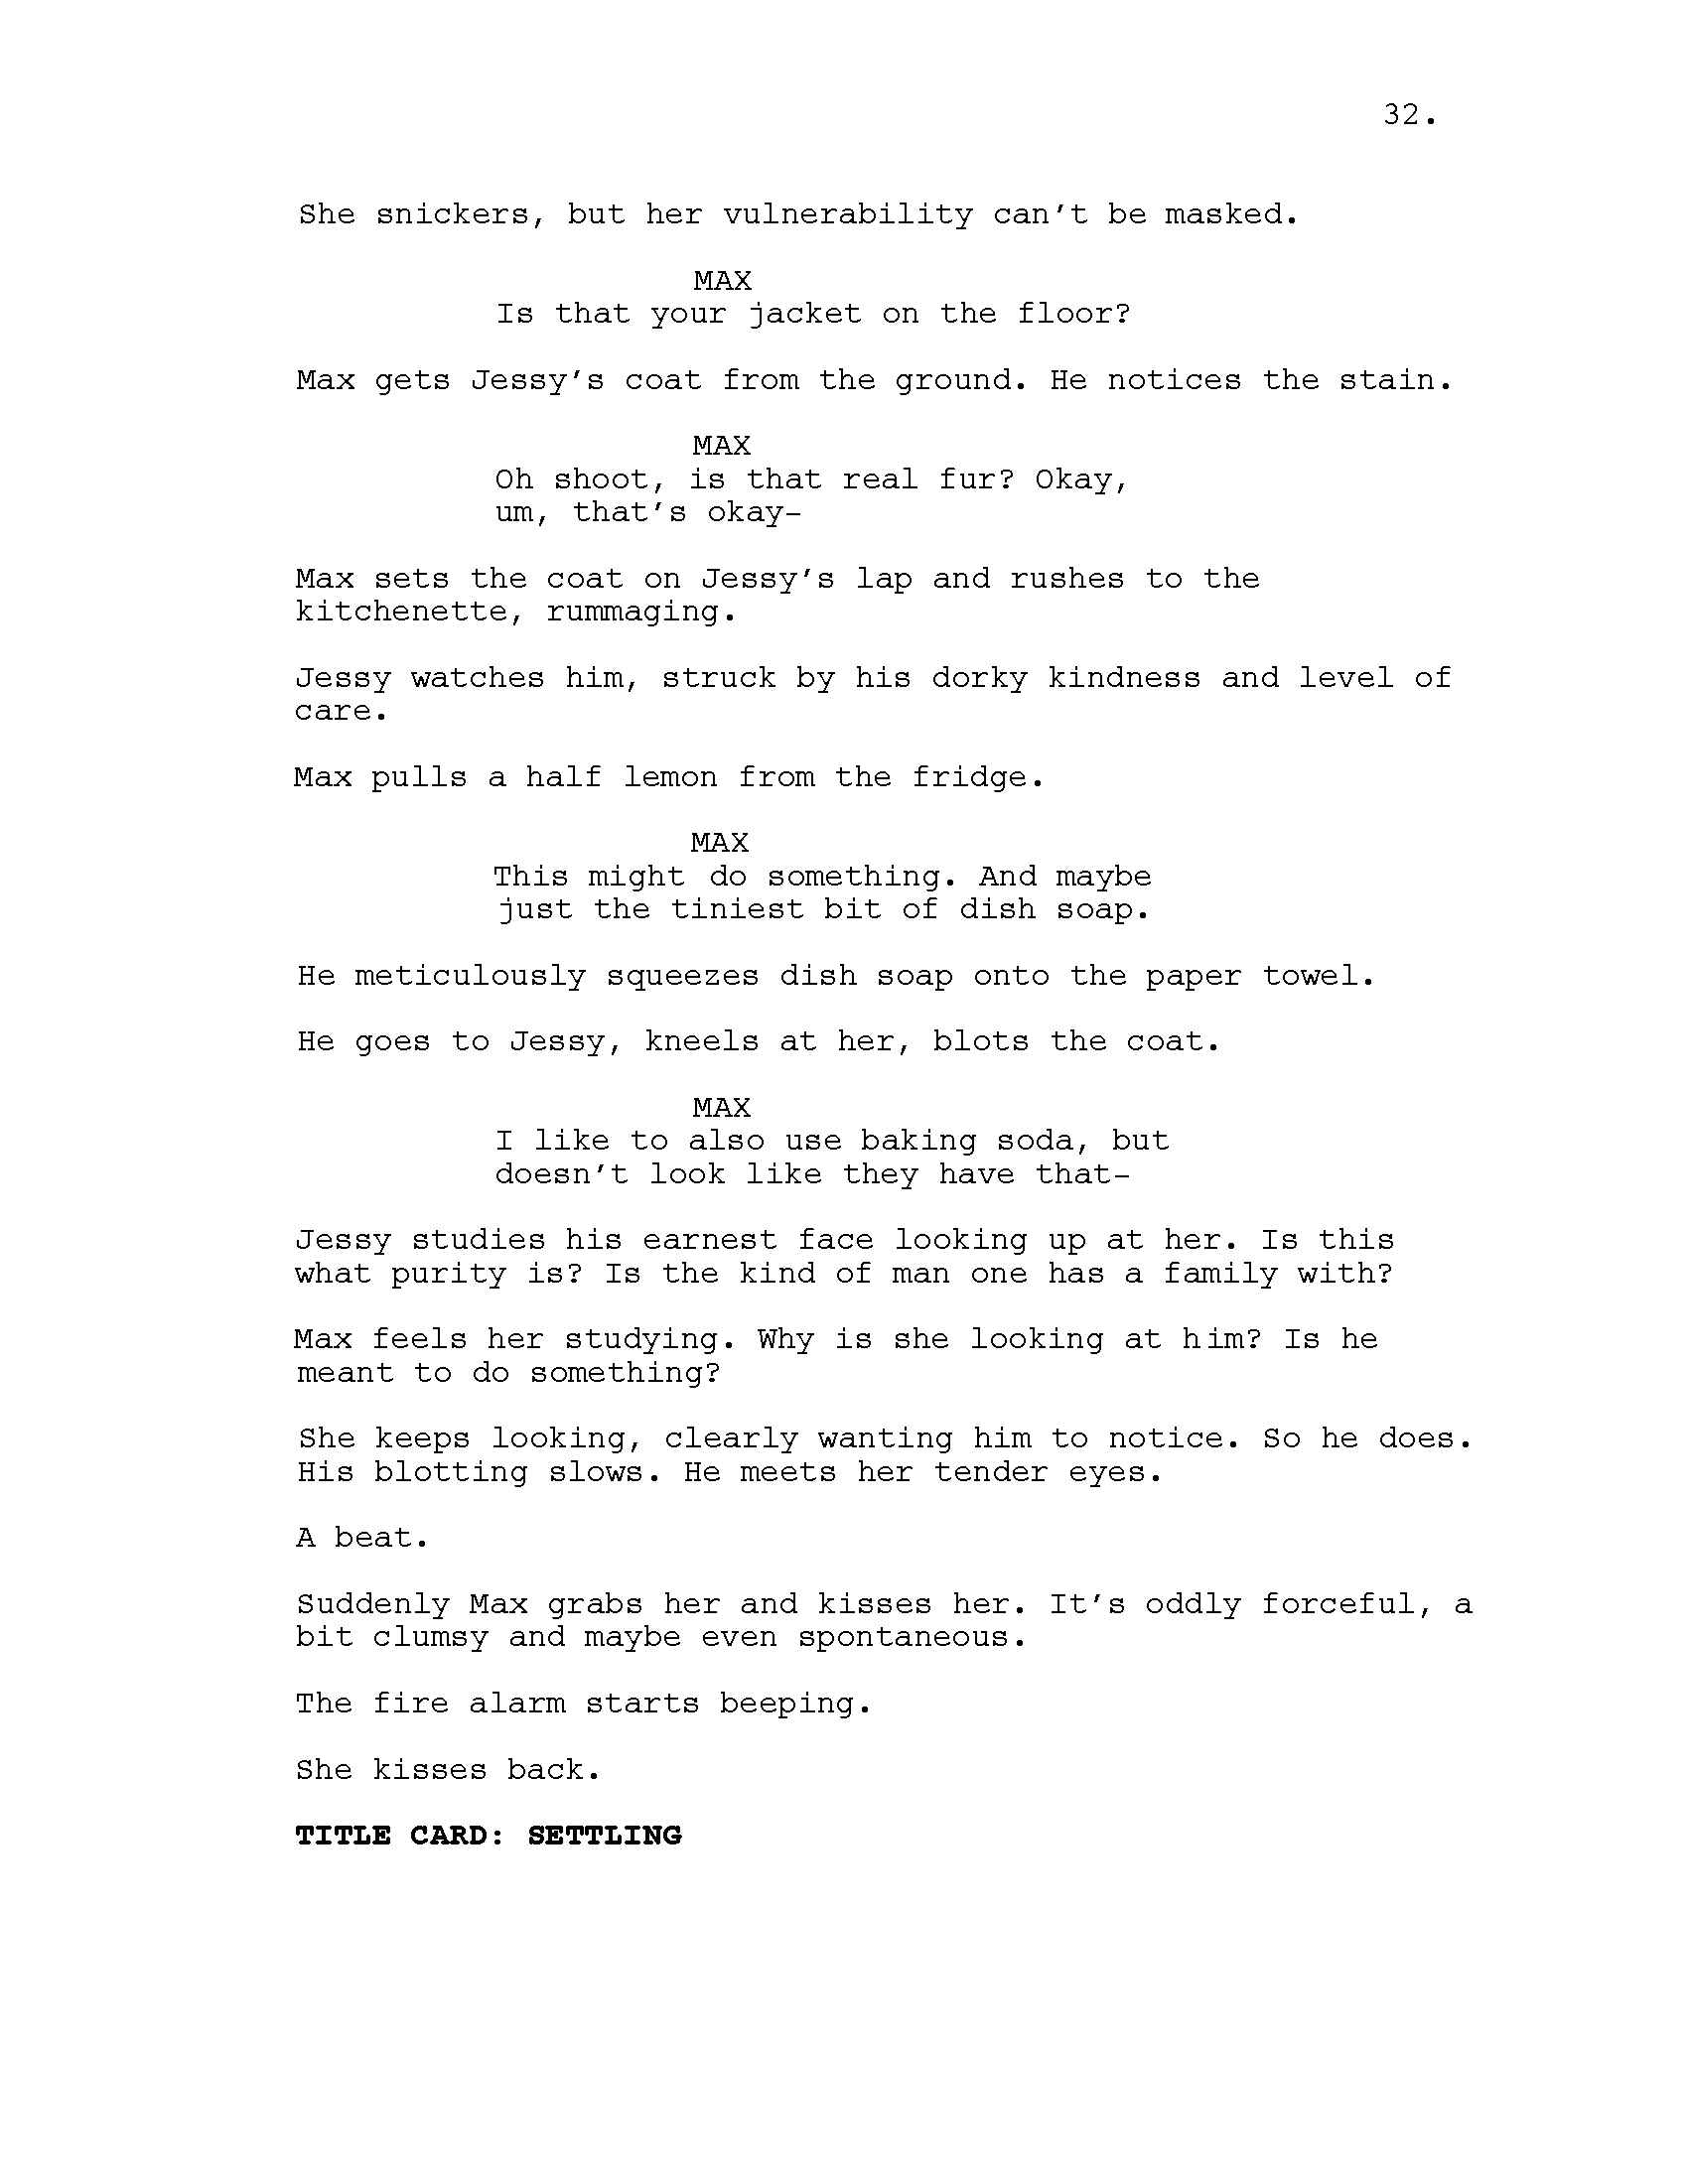 32.
She snickers, but her vulnerability can’t be masked.
MAX
Is that your jacket on the floor?
Max gets Jessy’s coat from the ground. He notices the stain.
MAX
Oh shoot, is that real fur? Okay,
um, that’s okay-
Max sets the coat on Jessy’s lap and rushes to the
kitchenette, rummaging.
Jessy watches him, struck by his dorky kindness and level of
care.
Max pulls a half lemon from the fridge.
MAX
This might do something. And maybe
just the tiniest bit of dish soap.
He meticulously squeezes dish soap onto the paper towel.
He goes to Jessy, kneels at her, blots the coat.
MAX
I like to also use baking soda, but
doesn’t look like they have that-
Jessy studies his earnest face looking up at her. Is this
what purity is? Is the kind of man one has a family with?
Max feels her studying. Why is she looking at him? Is he
meant to do something?
She keeps looking, clearly wanting him to notice. So he does.
His blotting slows. He meets her tender eyes.
A beat.
Suddenly Max grabs her and kisses her. It’s oddly forceful, a
bit clumsy and maybe even spontaneous.
The fire alarm starts beeping.
She kisses back.
TITLE CARD: SETTLING